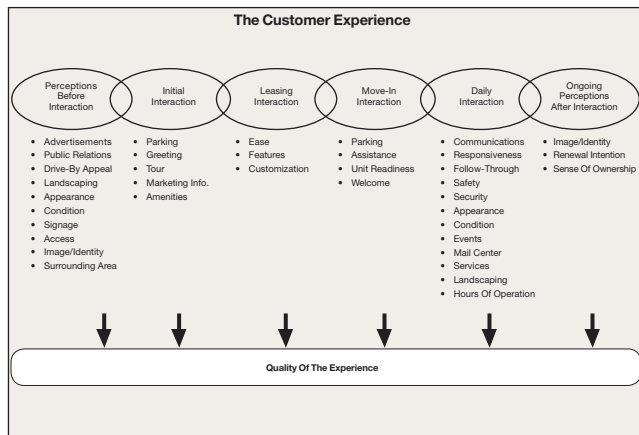 The Customer Experience
Perceptions
Before
Interaction
Initial
Interaction
Leasing
Interaction
Move-In
Interaction
Daily
Interaction
Ongoing
Perceptions
After Interaction
• Advertisements
• Public Relations
• Drive-By Appeal
• Landscaping
• Appearance
• Condition
• Signage
• Access
• Image/Identity
• Surrounding Area
• Parking
• Greeting
• Tour
• Marketing Info.
• Amenities
• Ease
• Features
• Customization
• Parking
• Assistance
• Unit Readiness
• Welcome
• Communications
• Responsiveness
• Follow-Through
• Safety
• Security
• Appearance
• Condition
• Events
• Mail Center
• Services
• Landscaping
• Hours Of Operation
• Image/Identity
• Renewal Intention
• Sense Of Ownership
Quality Of The Experience